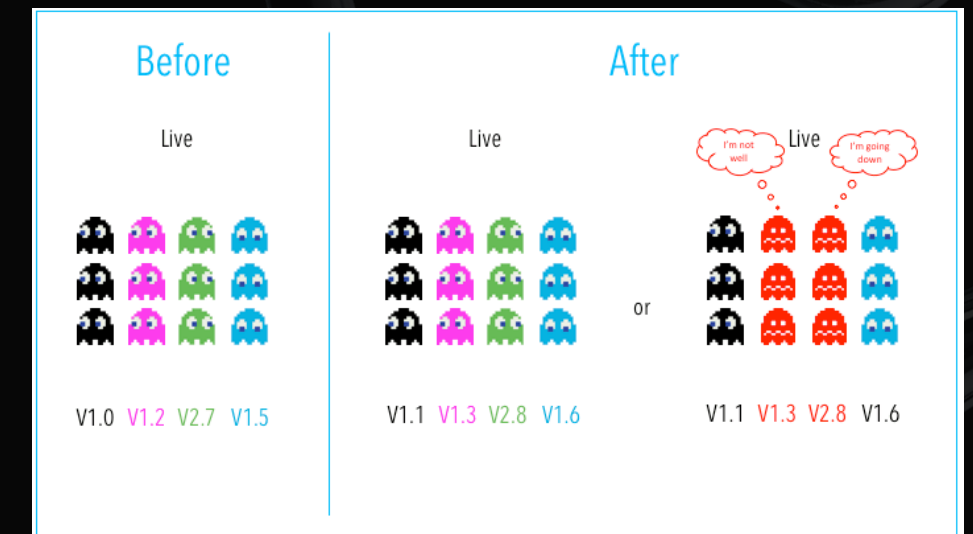 Before
After
Live
Live
Live
I'm not
well
I'm going
down
or
V1.0 V1.2 V2.7 V1.5
V1.1 V1.3 V2.8 V1.6
V1.1 V1.3 V2.8 V1.6